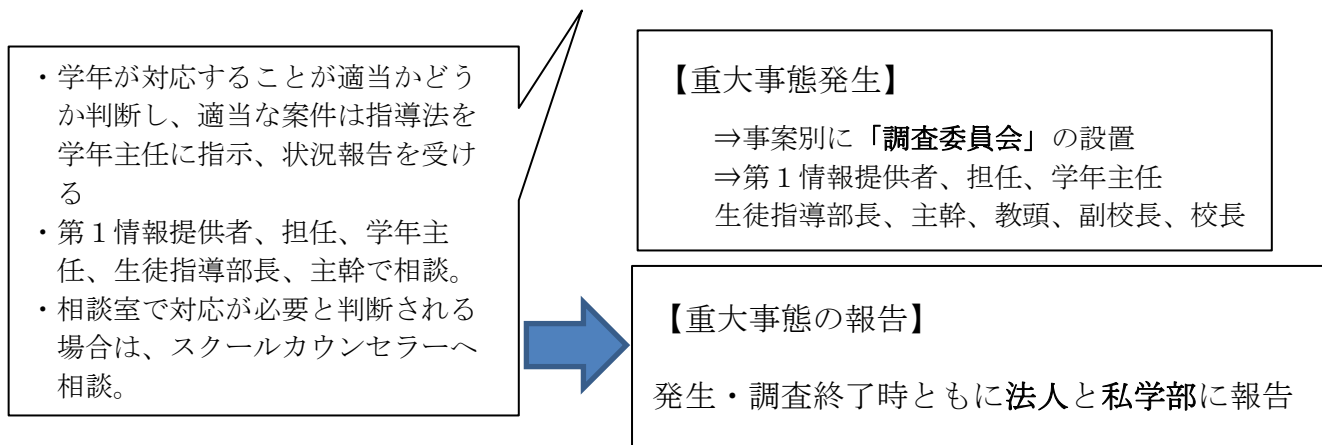 ・学年が対応することが適当かどう
か判断し、適当な案件は指導法を
学年主任に指示、状況報告を受け
る
・第１情報提供者、担任、学年主
任、生徒指導部長、主幹で相談。
・相談室で対応が必要と判断される
場合は、スクールカウンセラーへ
相談。
【重大事態発生】
⇒事案別に「調査委員会」の設置
⇒第１情報提供者、担任、学年主任
生徒指導部長、主幹、教頭、副校長、校長
【重大事態の報告】
発生・調査終了時ともに法人と私学部に報告